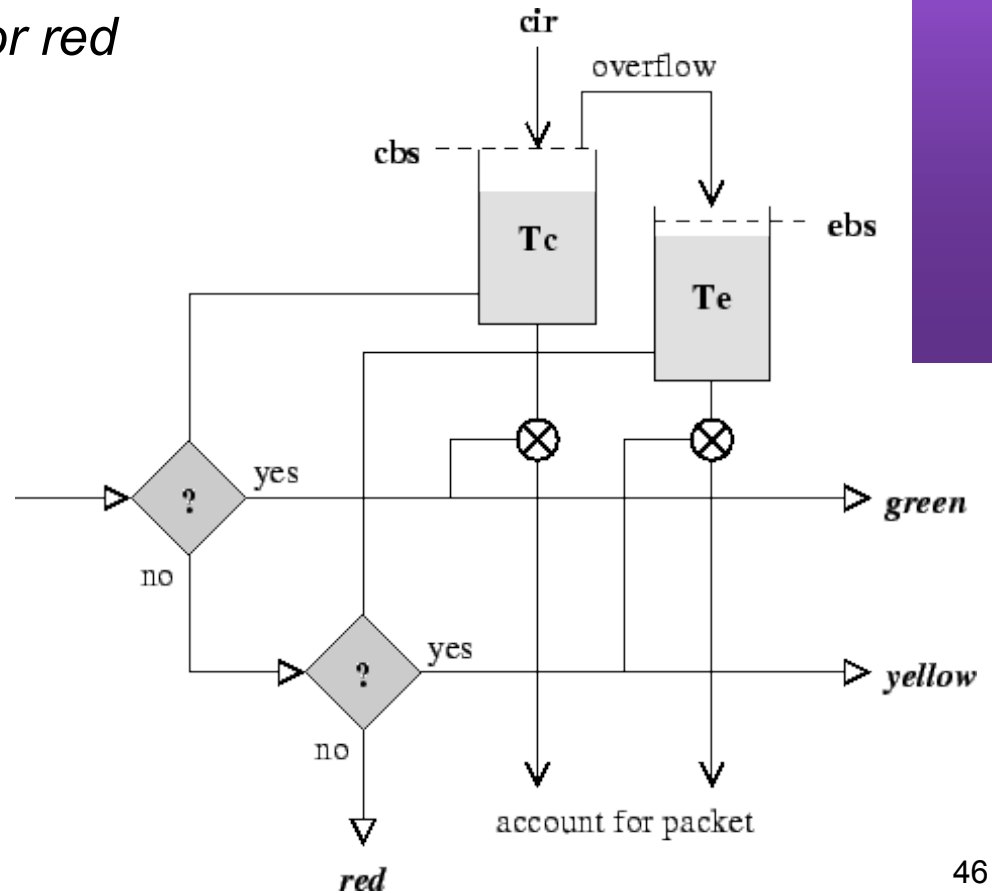 or red
cir
overflow
cbs
Tc
ebs
Te
?
yes
green
no
?
yes
yellow
no
account for packet
red
46